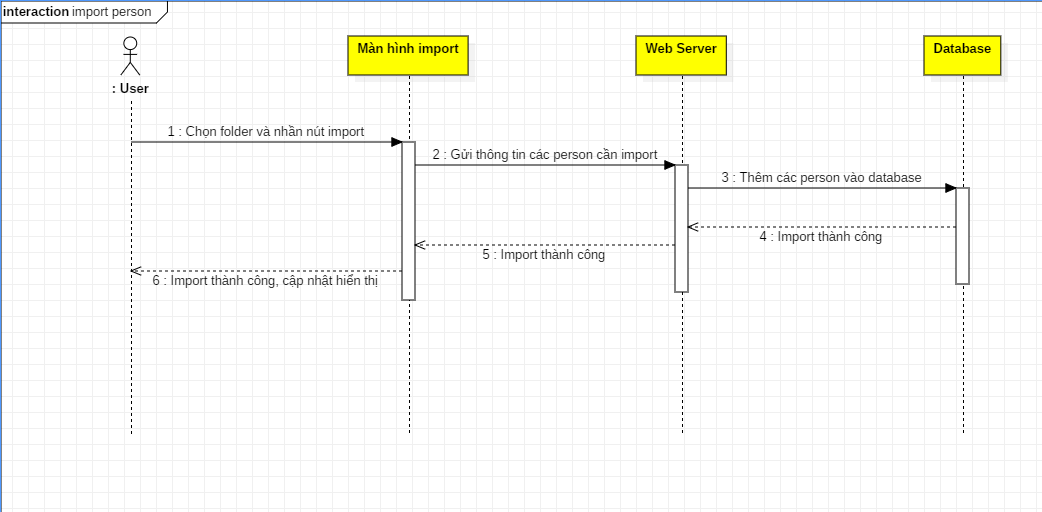 interaction import person
: User
Màn hình import
Web Server
Database
1 : Chọn folder và nhần nút import
2 : Gửi thông tin các person cần import
3 : Thêm các person vào database
4 : Import thành công
5 : Import thành công
6 : Import thành công, cập nhật hiển thị